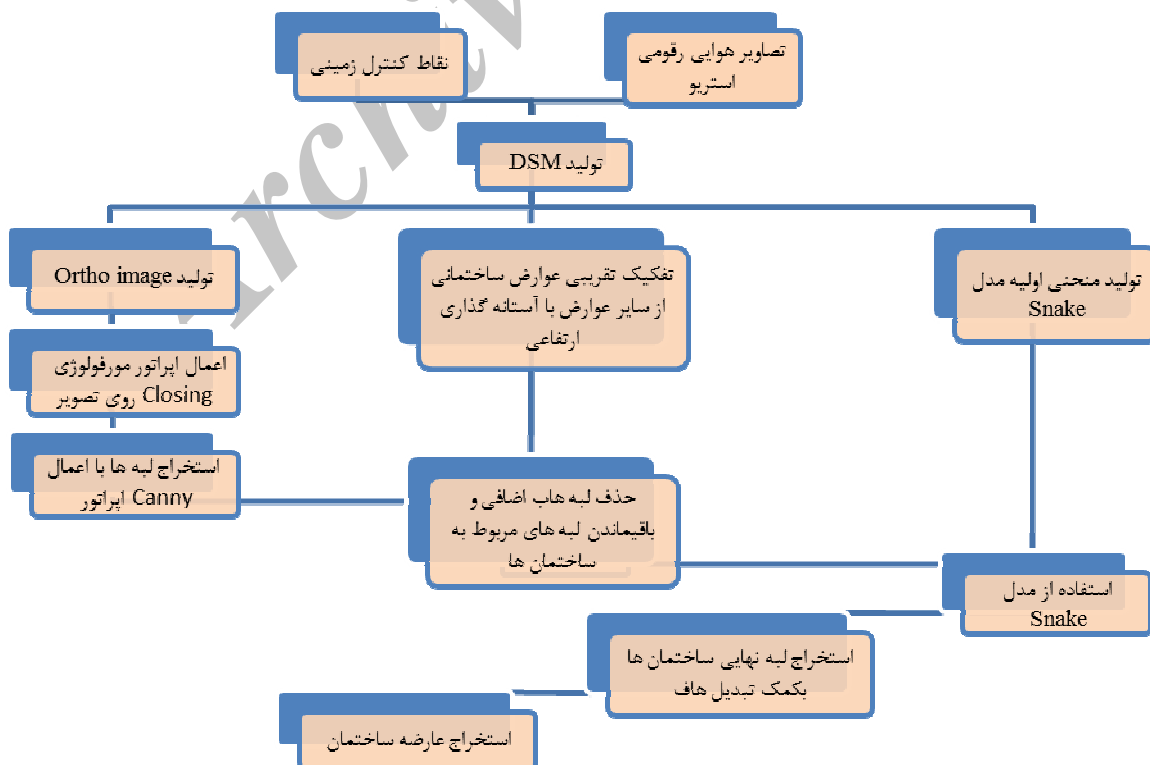 تصاویر هوایی رقومی
استریو
نقاط کنترل زمینی
تولید DSM
تولید منحنی اولیه مدل
Snake
تفکیک تقریبی عوارض ساختمانی
از سایر عوارض با آستانه گذاری
ارتفاعی
تولید Ortho image
اعمال اپراتور مورفولوژی
Closing روی تصویر
استخراج لبه ها با اعمال
اپراتور Canny
حذف لبه هاب اضافی و
باقیماندن لبه های مربوط به
ساختمان ها
استفاده از مدل
Snake
استخراج لبه نهایی ساختمان ها
بکمک تبدیل هاف
استخراج عارضه ساختمان
Archiv